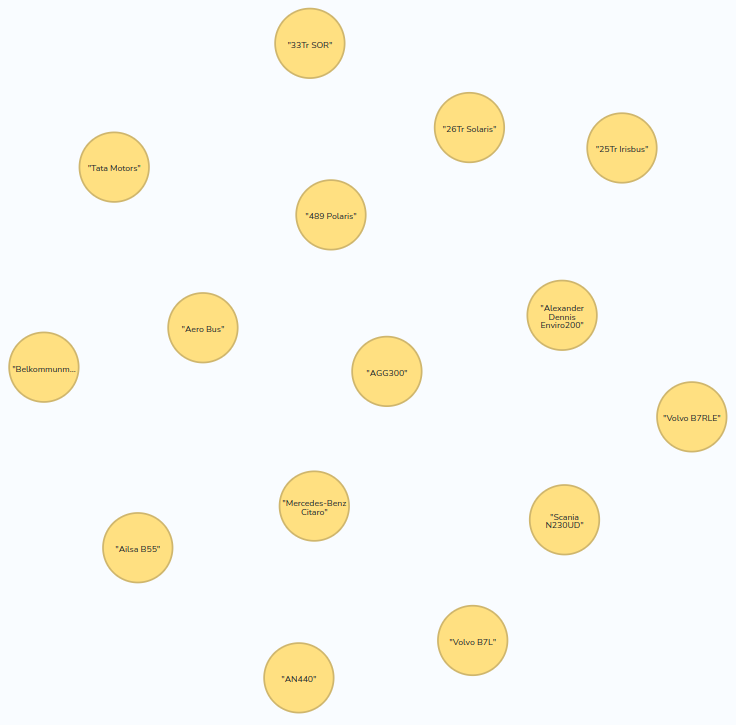 "33Tr SOR"
"26Tr Solaris"
"25Tr Irisbus"
"Tata Motors"
"489 Polaris"
"Alexander
Dennis
Enviro200"
"Aero Bus"
"Belkommunm...
"AGG300"
"Volvo B7RLE"
"Mercedes-Benz
Citaro"
"Scania
N230UD"
"Ailsa B55"
"Volvo B7L"
"AN440"